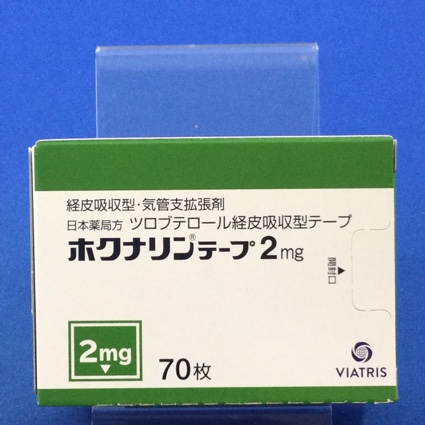 経皮吸収型・気管支拡張剤
日本薬局方 ツロブテロール経皮吸収型テープ
ホクナリン®テープ2mg
開封口
2mg
70枚
VIATRIS